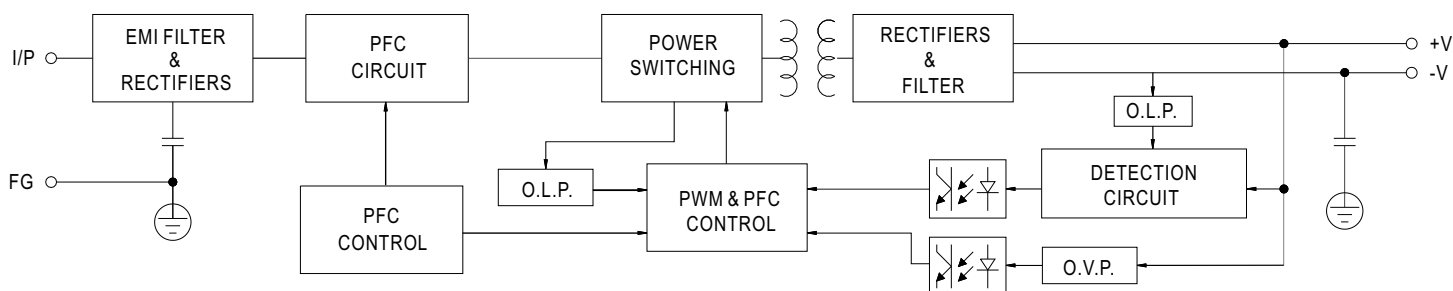 I/P
EMI FILTER
&
RECTIFIERS
PFC
CIRCUIT
POWER
SWITCHING
RECTIFIERS
&
FILTER
+V
-V
O.L.P.
FG
O.L.P.
DETECTION
CIRCUIT
PFC
CONTROL
PWM & PFC
CONTROL
O.V.P.